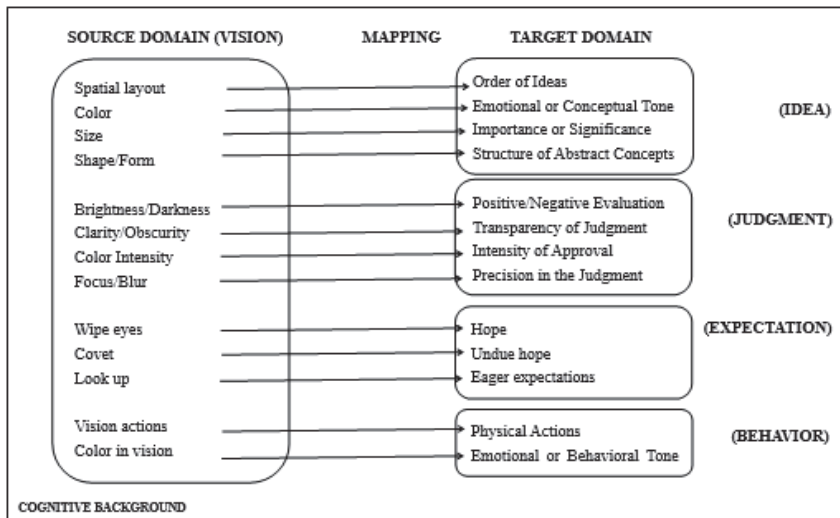 SOURCE DOMAIN (VISION) MAPPING TARGET DOMAIN
Spatial layout Order of Ideas
Color Emotional or Conceptual Tone (IDEA)
Size Importance or Significance
Shape/Form Structure of Abstract Concepts
Brightness/Darkness Positive/Negative Evaluation
Clarity/Obscurity Transparency of Judgment (JUDGMENT)
Color Intensity Intensity of Approval
Focus/Blur Precision in the Judgment
Wipe eyes Hope (EXPECTATION)
Covet Undue hope
Look up Eager expectations
Vision actions Physical Actions (BEHAVIOR)
Color in vision Emotional or Behavioral Tone
COGNITIVE BACKGROUND